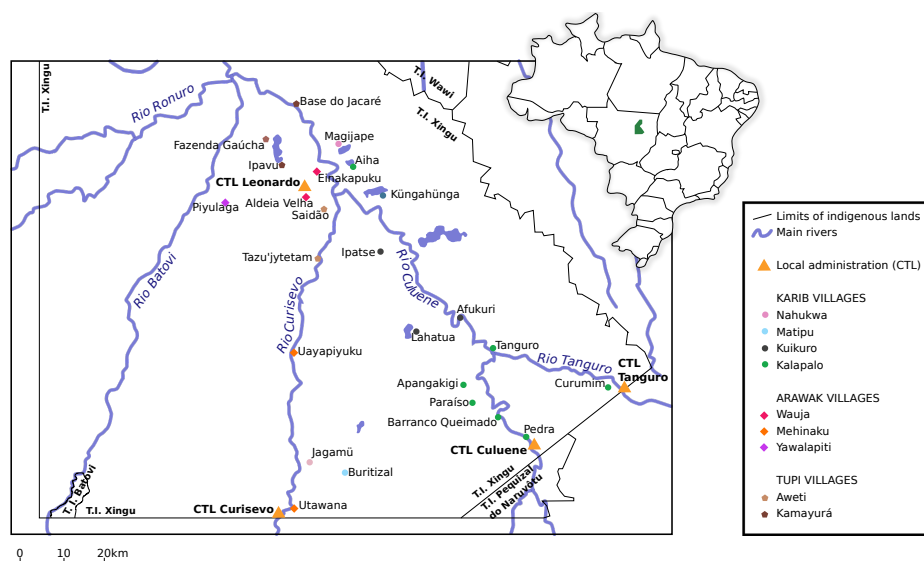 T.I. Xingu
T.I. Wawi
T.I. Xingu
Rio Ronuro
Base do Jacaré
Magijape
Fazenda Gaúcha
Aiha
Ipavu
Einakapuku
CTL Leonardo
Küngahünga
Piyulaga
Aldeia Velha
Saidão
Rio Batovi
Tazu'jytetam
Ipatse
Rio Culuene
Rio Curisevo
Afukuri
Lahatua
Uayapiyuku
Tanguro
Rio Tanguro
CTL
Tanguro
Curumim
Apangakigi
Paraíso
Barranco Queimado
Pedra
CTL Culuene
Jagamü
Buritizal
T.I. Xingu
T.I. Pequizal
do Naruvôtu
T. I. Batovi
T.I. Xingu
CTL Curisevo
Utawana
0 10 20km
Limits of indigenous lands
Main rivers
Local administration (CTL)
KARIB VILLAGES
Nahukwa
Matipu
Kuikuro
Kalapalo
ARAWAK VILLAGES
Wauja
Mehinaku
Yawalapiti
TUPI VILLAGES
Aweti
Kamayurá